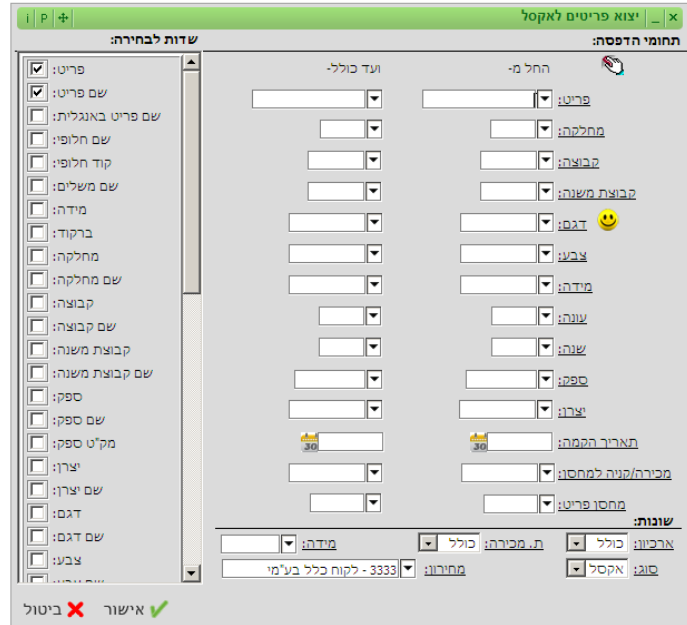 יצוא פריטים לאקסל
i P
תחומי הדפסה:
החל מ-
ועד כולל-
פריט:
מחלקה:
קבוצה:
קבוצת משנה:
דגם:
צבע:
מידה:
עונה:
שנה:
ספק:
יצרן:
תאריך הקמה: 30 30
מכירה/קניה למחסן:
מחסן פריט:
שונות:
ארכיון: כולל ת. מכירה: כולל מידה:
סוג: אקסל מחירון: 3333 - לקוח כלל בע"מי
שדות לבחירה:
פריט:
שם פריט:
שם פריט באנגלית:
שם חלופי:
קוד חלופי:
שם משלים:
מידה:
ברקוד:
מחלקה:
שם מחלקה:
קבוצה:
שם קבוצה:
קבוצת משנה:
שם קבוצת משנה:
ספק:
שם ספק:
מק"ט ספק:
יצרן:
שם יצרן:
דגם:
שם דגם:
צבע:
אישור ביטול